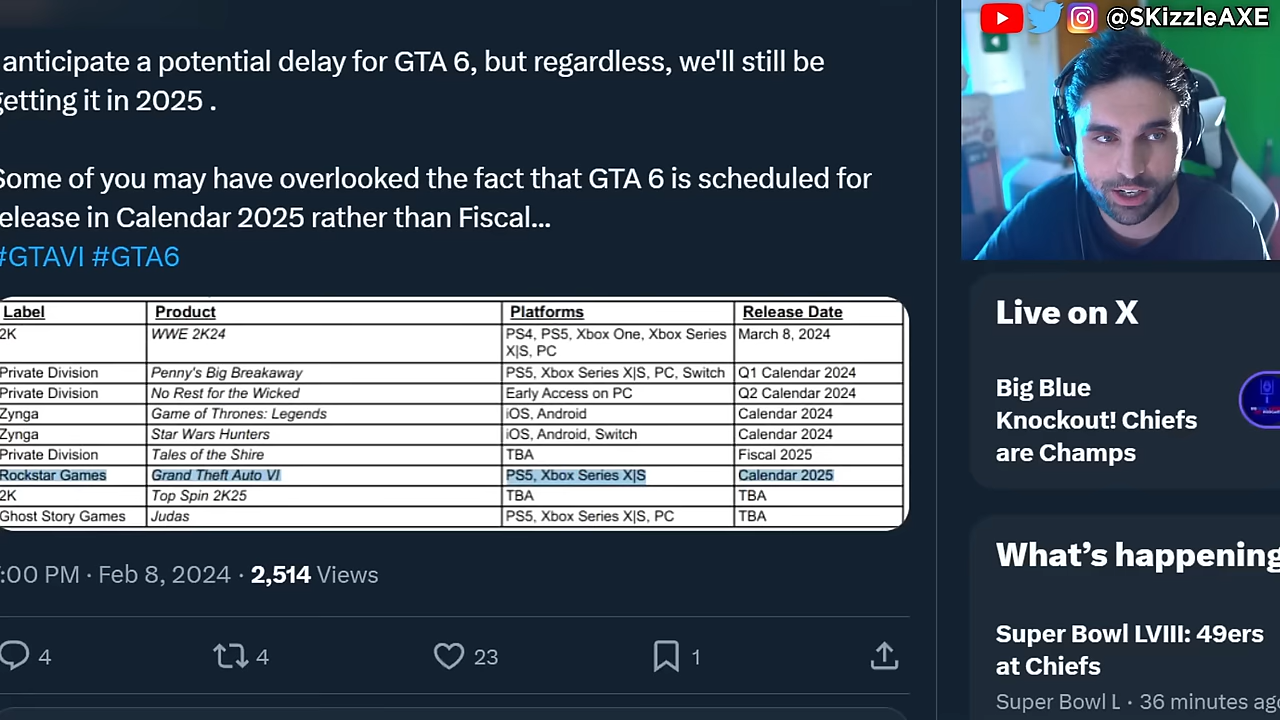 @SKizzleAXE
anticipate a potential delay for GTA 6, but regardless, we'll still be
getting it in 2025 .
Some of you may have overlooked the fact that GTA 6 is scheduled for
release in Calendar 2025 rather than Fiscal...
#GTAVI #GTA6
Label Product Platforms Release Date
2K WWE 2K24 PS4, PS5, Xbox One, Xbox Series March 8, 2024
X|S, PC
Private Division Penny's Big Breakaway PS5, Xbox Series X|S, PC, Switch Q1 Calendar 2024
Private Division No Rest for the Wicked Early Access on PC Q2 Calendar 2024
Zynga Game of Thrones: Legends iOS, Android Calendar 2024
Zynga Star Wars Hunters iOS, Android, Switch Calendar 2024
Private Division Tales of the Shire TBA Fiscal 2025
Rockstar Games Grand Theft Auto VI PS5, Xbox Series X|S Calendar 2025
2K Top Spin 2K25 TBA TBA
Ghost Story Games Judas PS5, Xbox Series X|S, PC TBA
:00 PM · Feb 8, 2024 · 2,514 Views
4 4 23 1
Live on X
Big Blue
Knockout! Chiefs
are Champs
What's happening
Super Bowl LVIII: 49ers
at Chiefs
Super Bowl L · 36 minutes ago